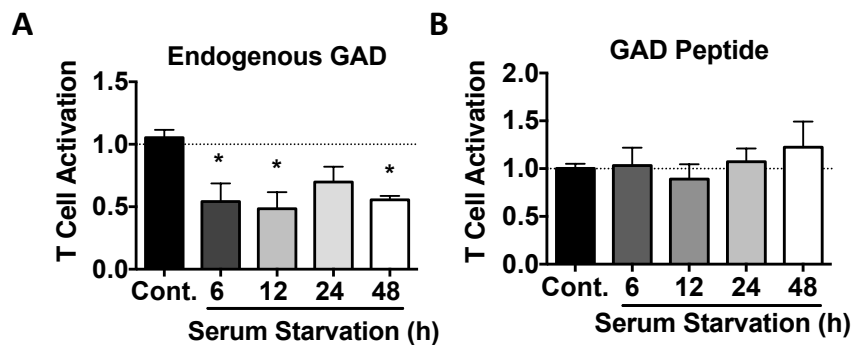 A
Endogenous GAD
T Cell Activation
1.5
1.0
0.5
0.0
* * *
Cont. 6 12 24 48
Serum Starvation (h)
B
GAD Peptide
T Cell Activation
2.0
1.5
1.0
0.5
0.0
Cont. 6 12 24 48
Serum Starvation (h)